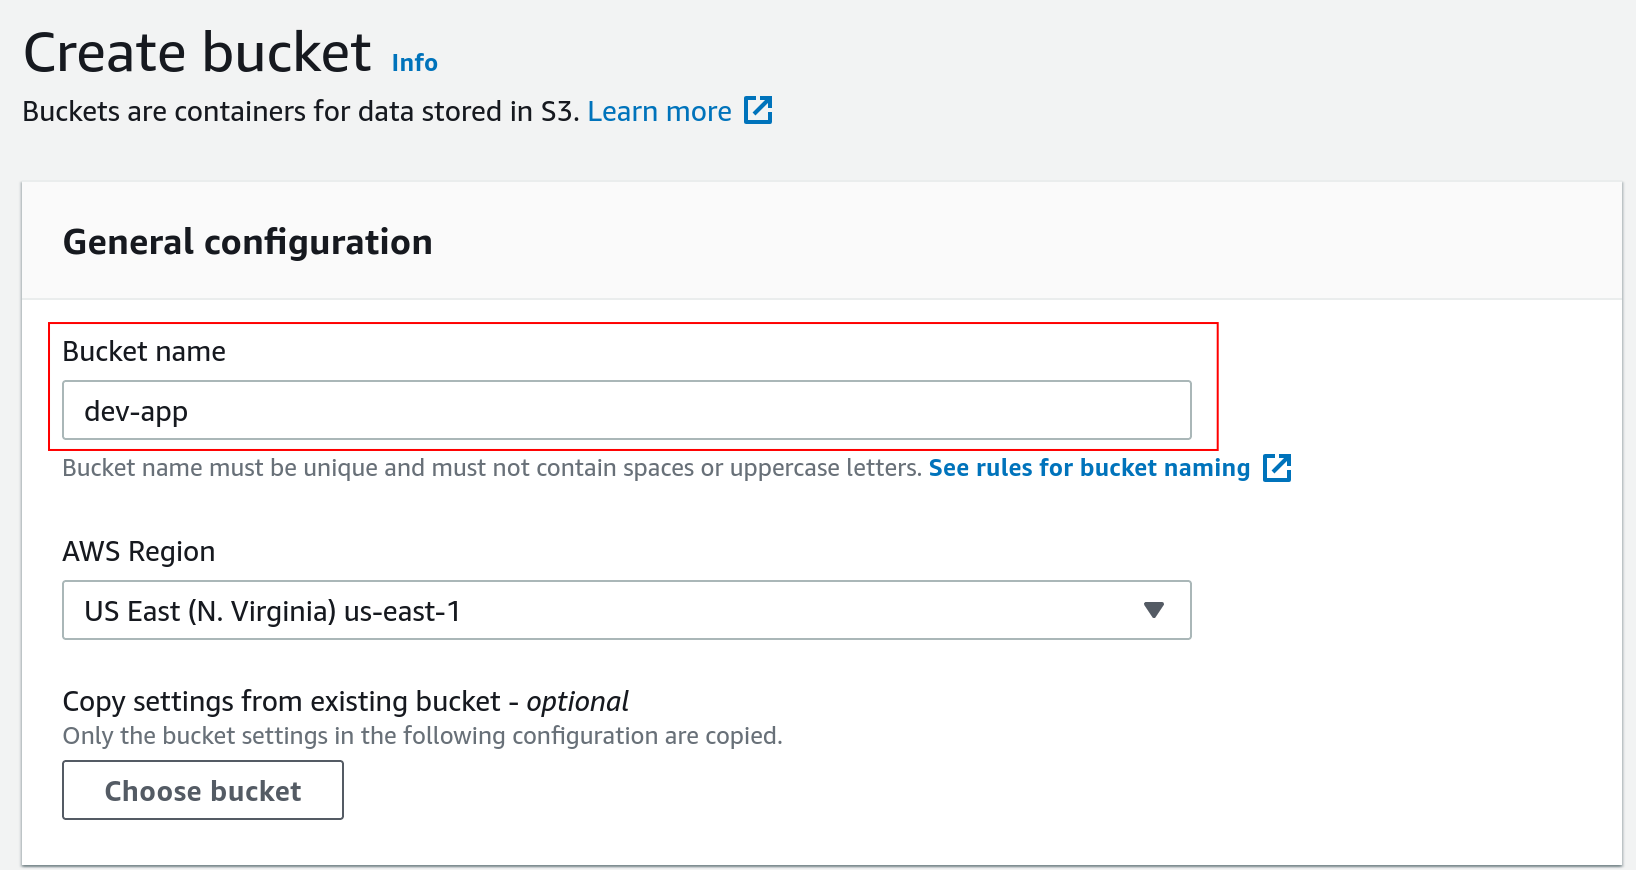 Create bucket Info
Buckets are containers for data stored in S3. Learn more
General configuration
Bucket name
dev-app
Bucket name must be unique and must not contain spaces or uppercase letters. See rules for bucket naming
AWS Region
US East (N. Virginia) us-east-1
Copy settings from existing bucket - optional
Only the bucket settings in the following configuration are copied.
Choose bucket